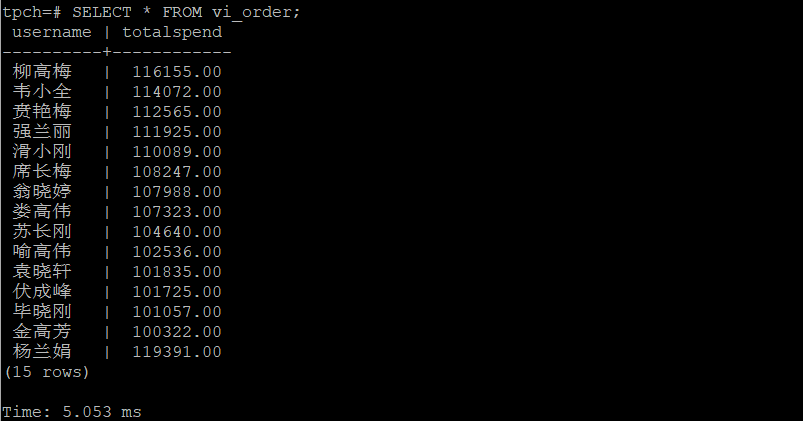 tpch=# SELECT * FROM vi_order;
 username | totalspend
----------+------------
 柳高梅   |  116155.00
 韦小全   |  114072.00
 贲艳梅   |  112565.00
 强兰丽   |  111925.00
 滑小刚   |  110089.00
 席长梅   |  108247.00
 翁晓婷   |  107988.00
 娄高伟   |  107323.00
 苏长刚   |  104640.00
 喻高伟   |  102536.00
 袁晓轩   |  101835.00
 伏成峰   |  101725.00
 毕晓刚   |  101057.00
 金高芳   |  100322.00
 杨兰娟   |  119391.00
(15 rows)
Time: 5.053 ms